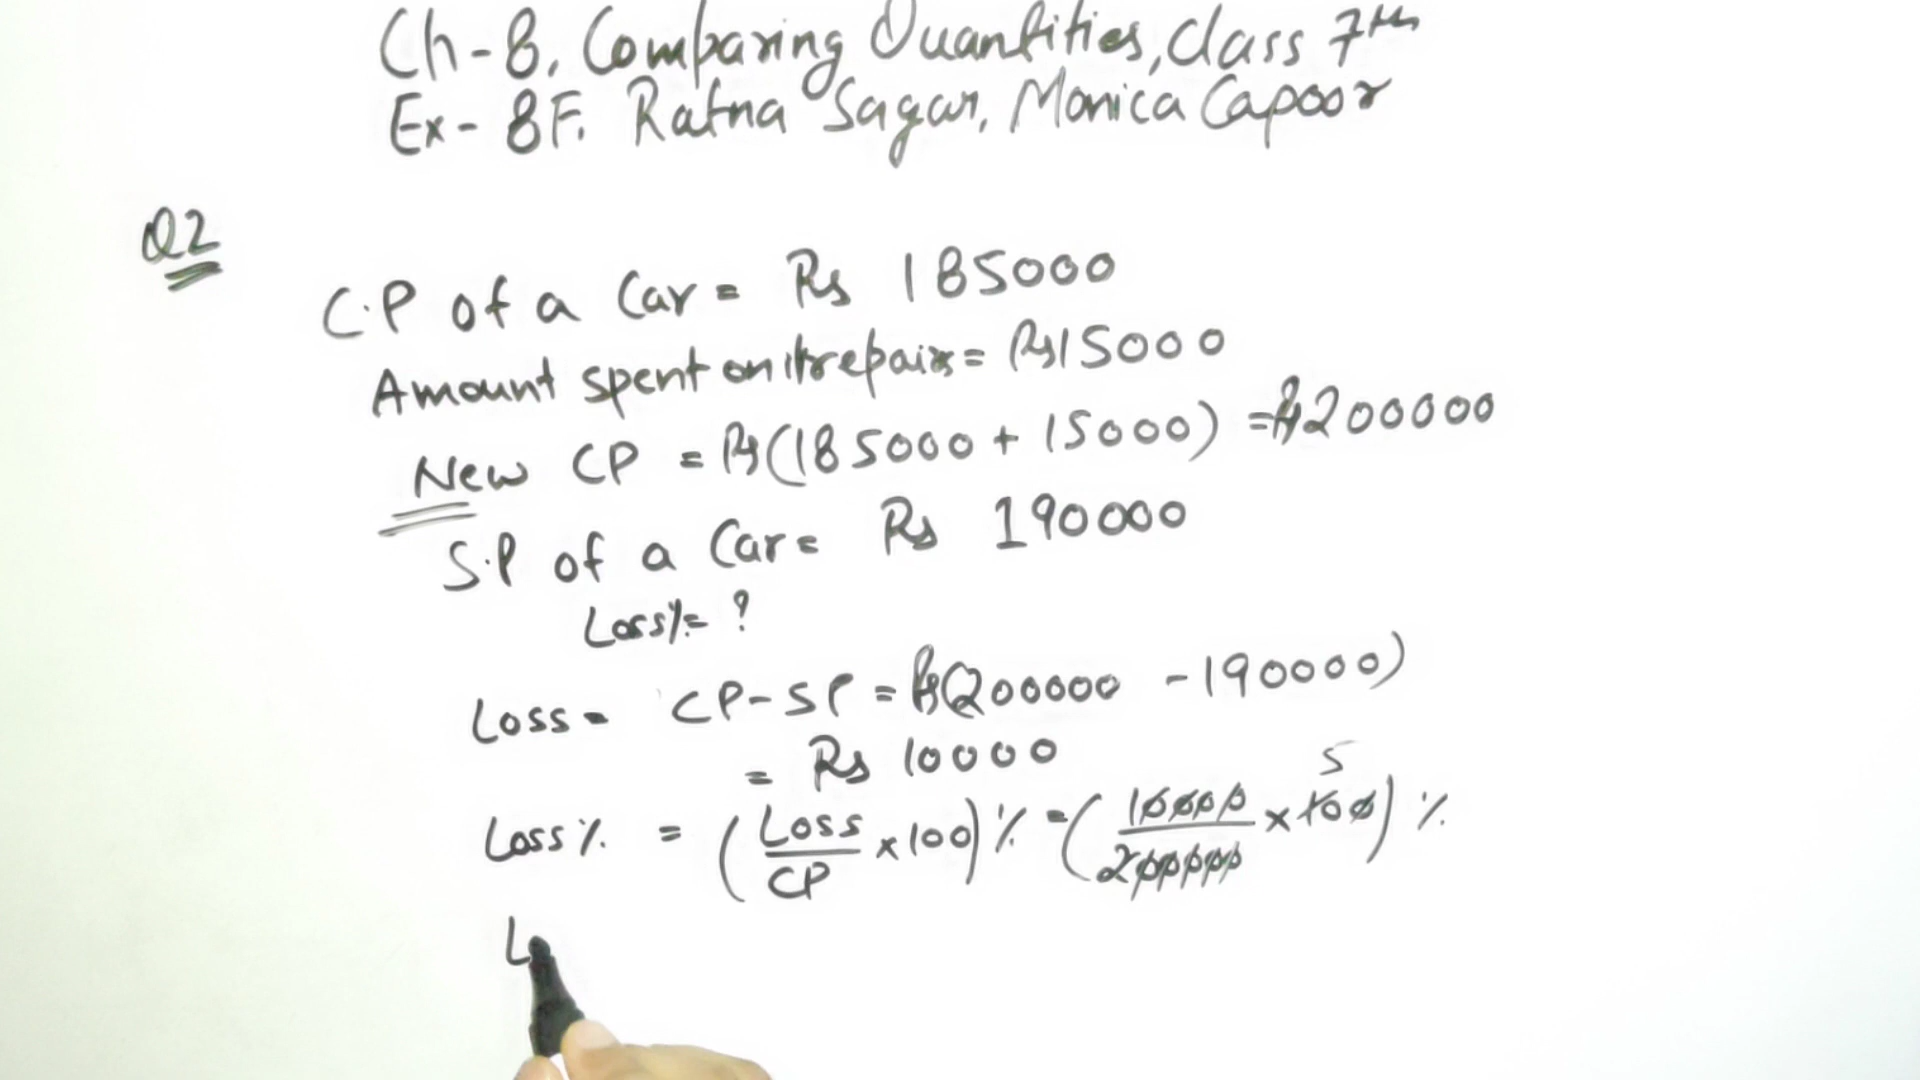 Ch-8, Comparing Quantities, Class 7th
Ex- 8F. Ratna Sagar, Monica Capoor
Q2
C.P of a Car = Rs 185000
Amount spent on its repairs = Rs 15000
New CP = Rs (185000 + 15000) = Rs 200000
S.P of a Car = Rs 190000
Loss% = ?
Loss = CP-SP = Rs (200000 - 190000)
= Rs 10000
5
Loss% = (Loss/CP × 100)% = (10000/200000 × 100)%
L